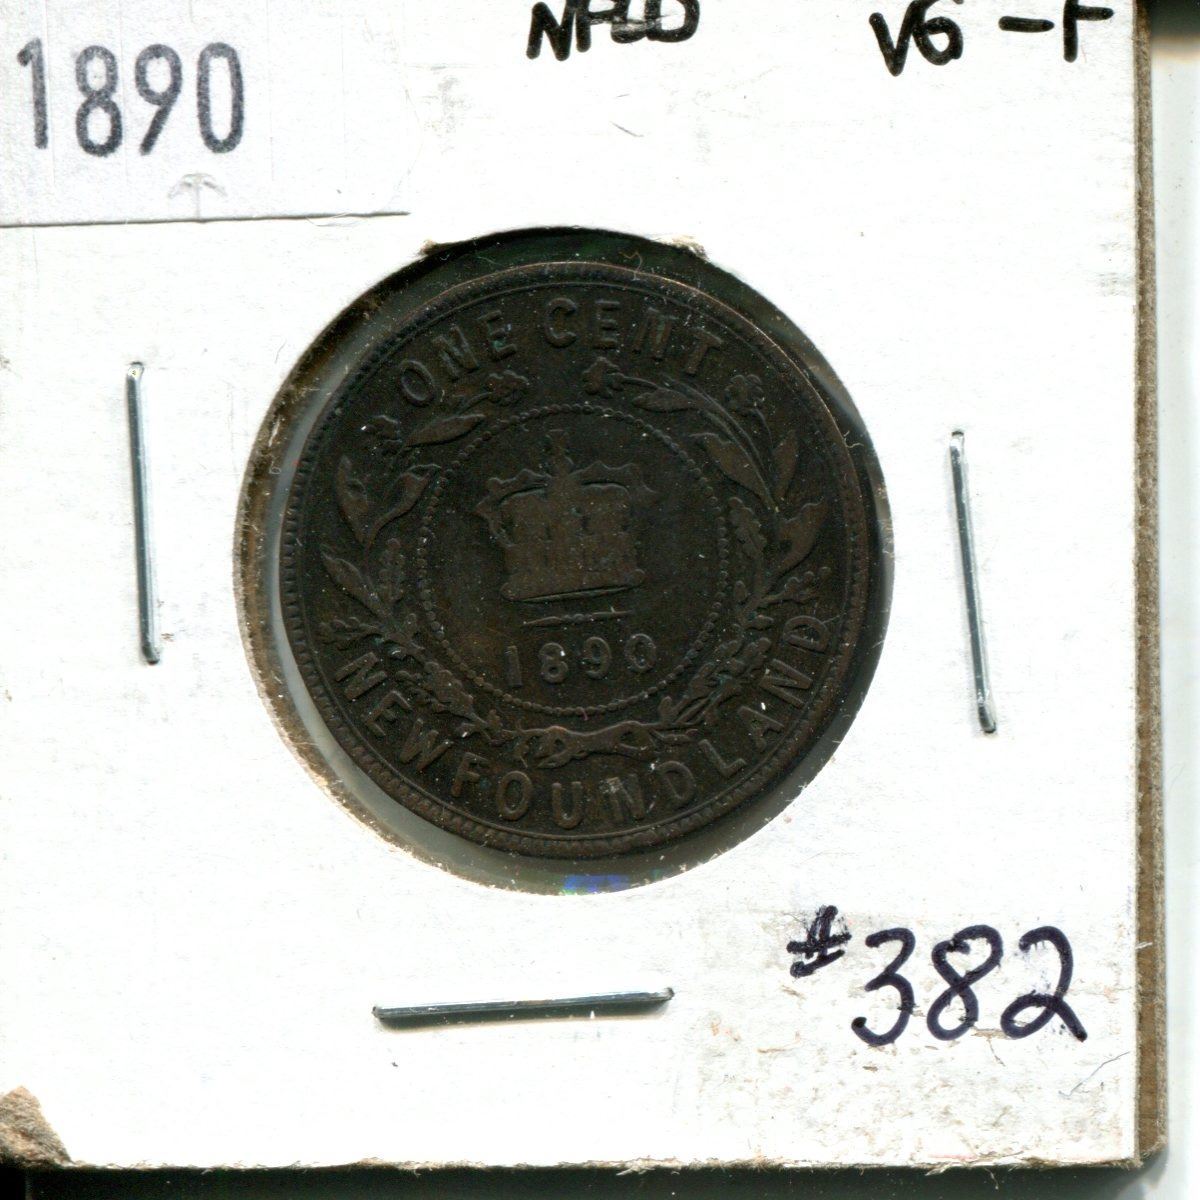 NFLD
VG-F
1890
ONE CENT
1890
NEWFOUNDLAND
#382